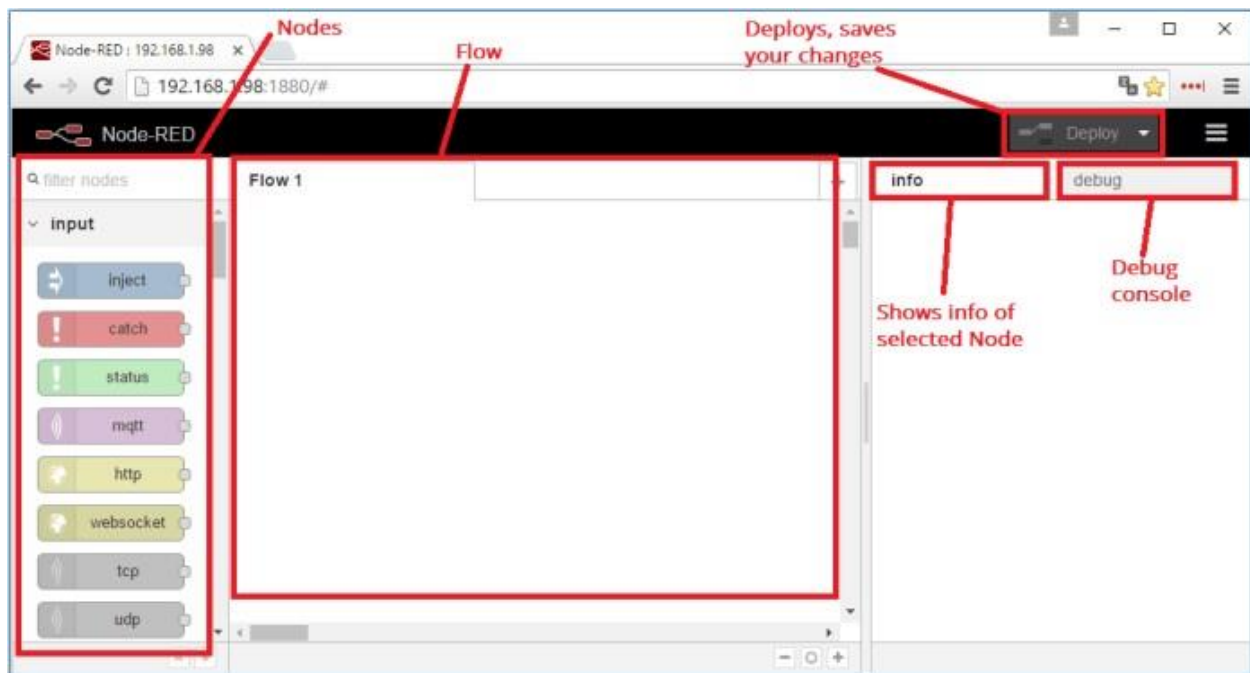 Nodes
Flow
Deploys, saves
your changes
Node-RED : 192.168.1.98
192.168.1.98:1880/#
Node-RED
Deploy
filter nodes
Flow 1
info
debug
input
inject
catch
status
mqtt
http
websocket
tcp
udp
Shows info of
selected Node
Debug
console